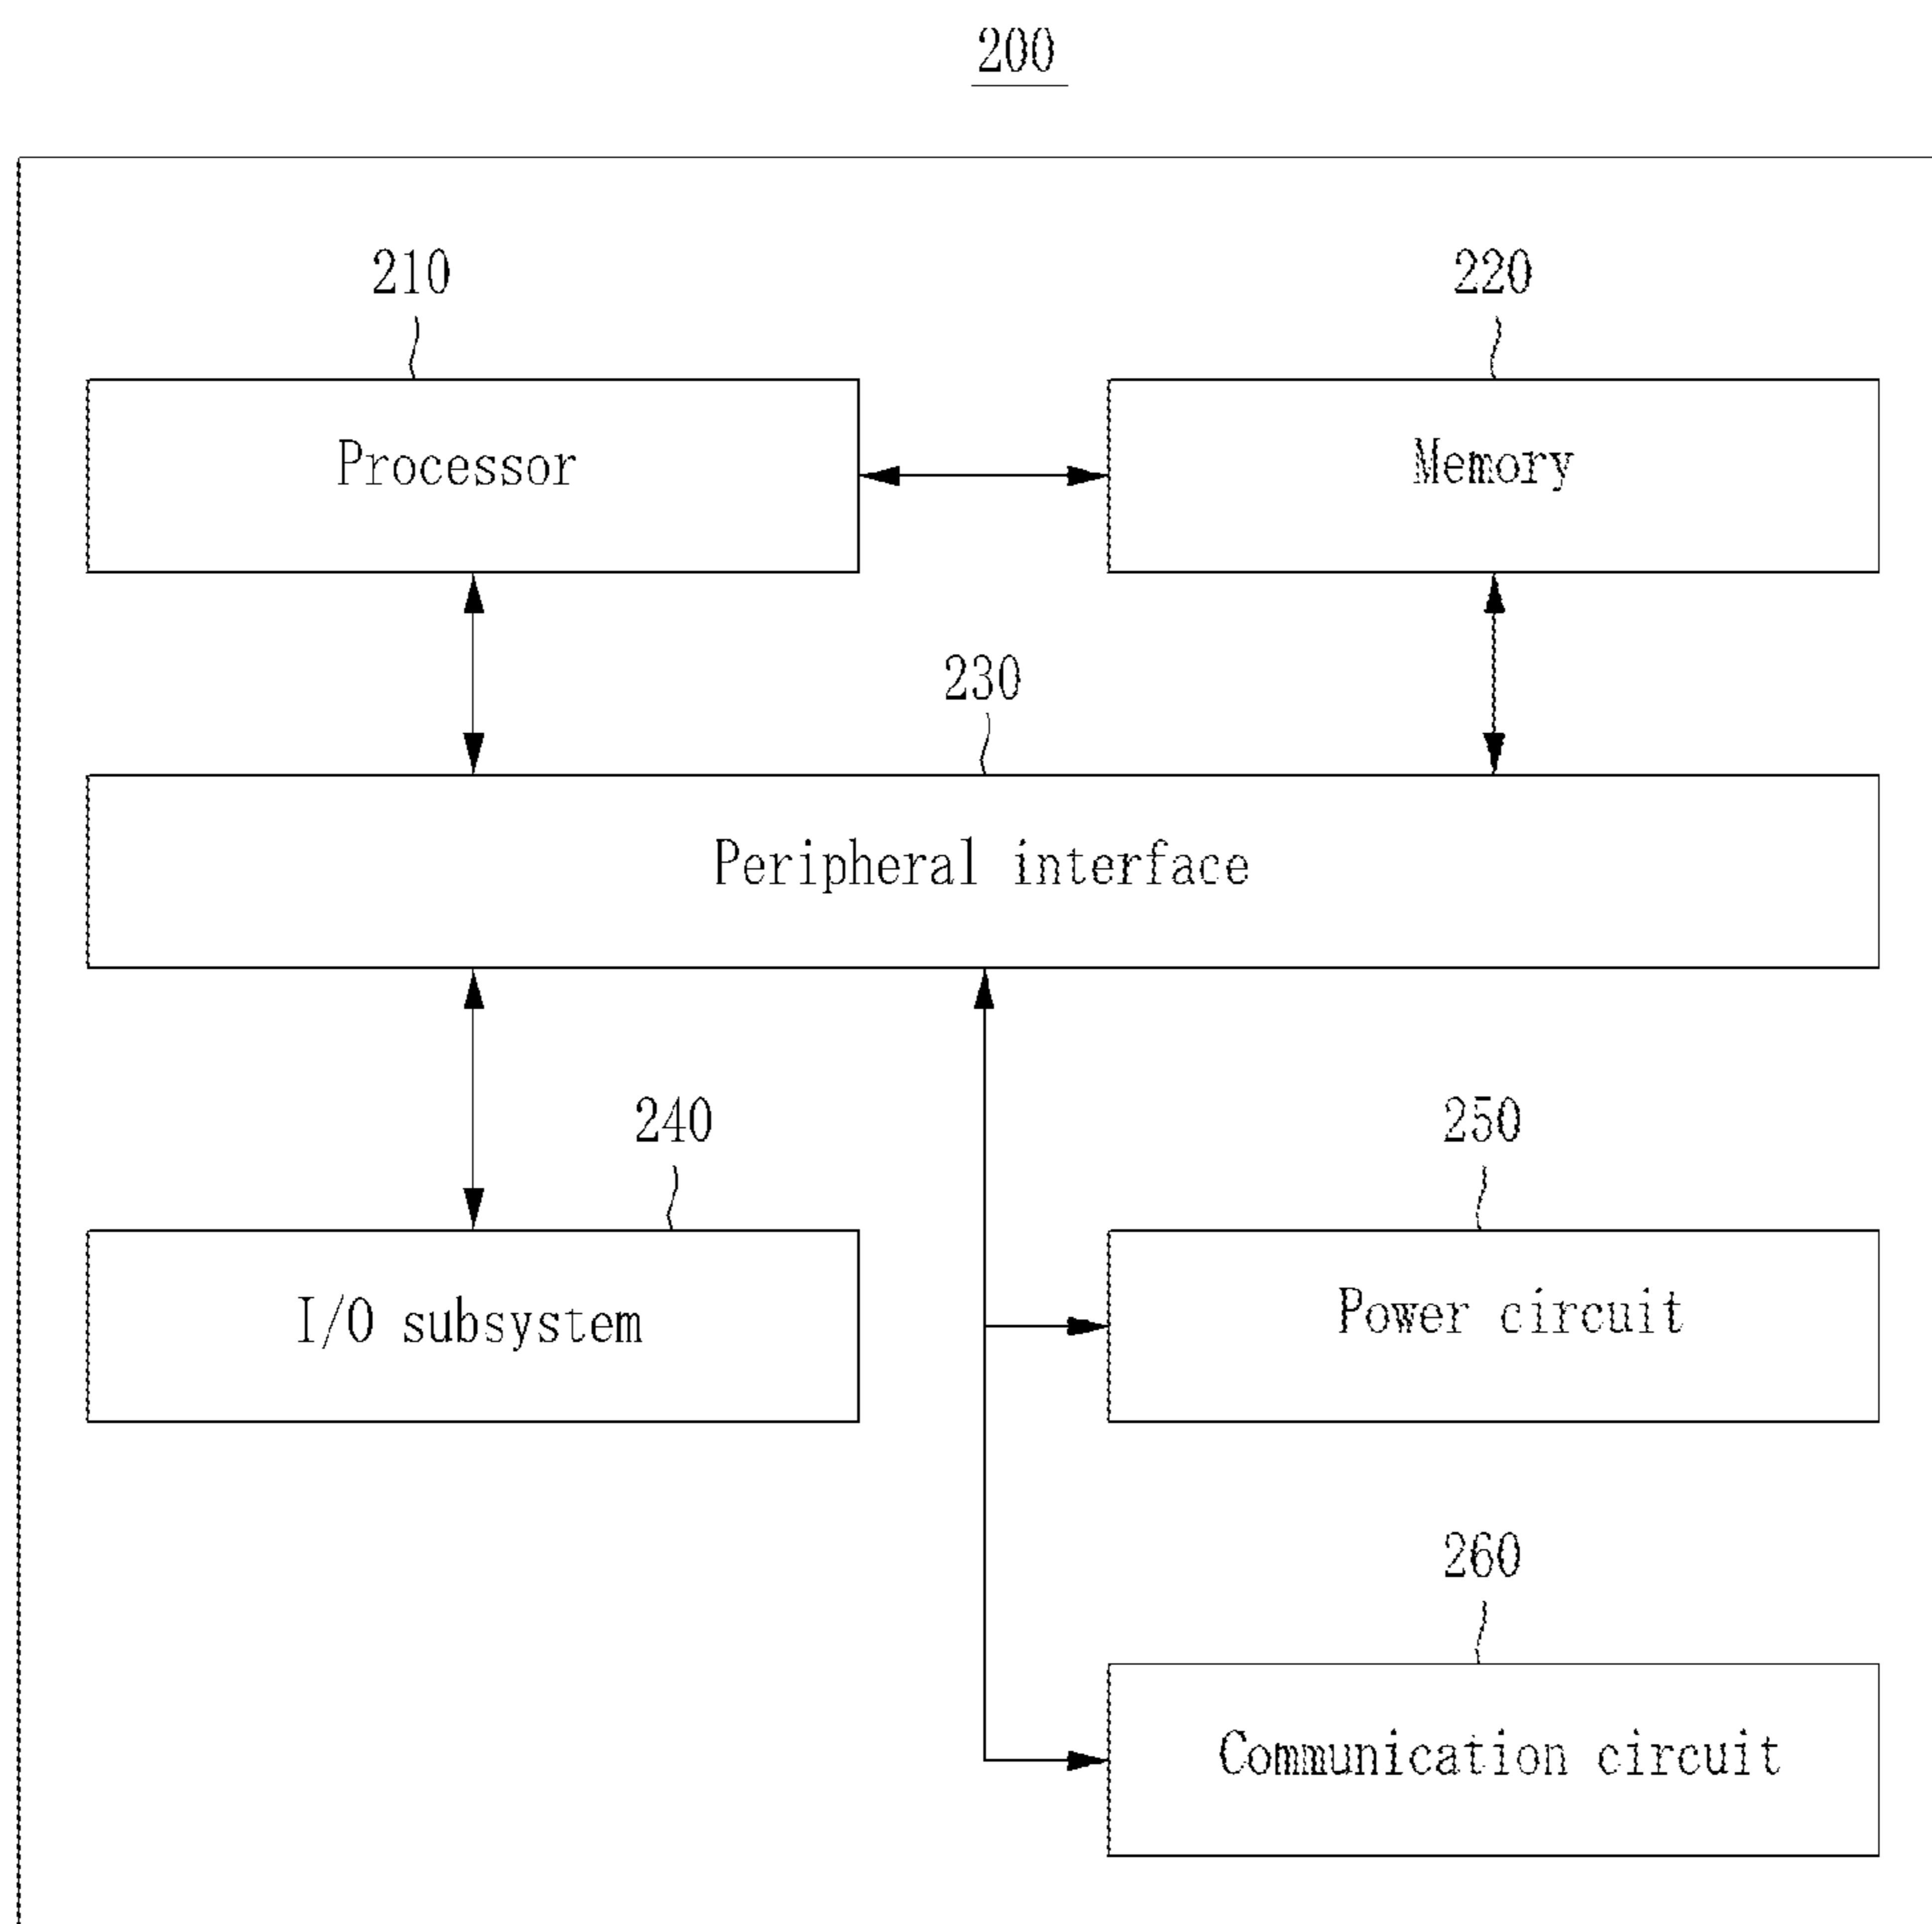 200
210
220
Processor
Memory
230
Peripheral interface
240
250
I/O subsystem
Power circuit
260
Communication circuit